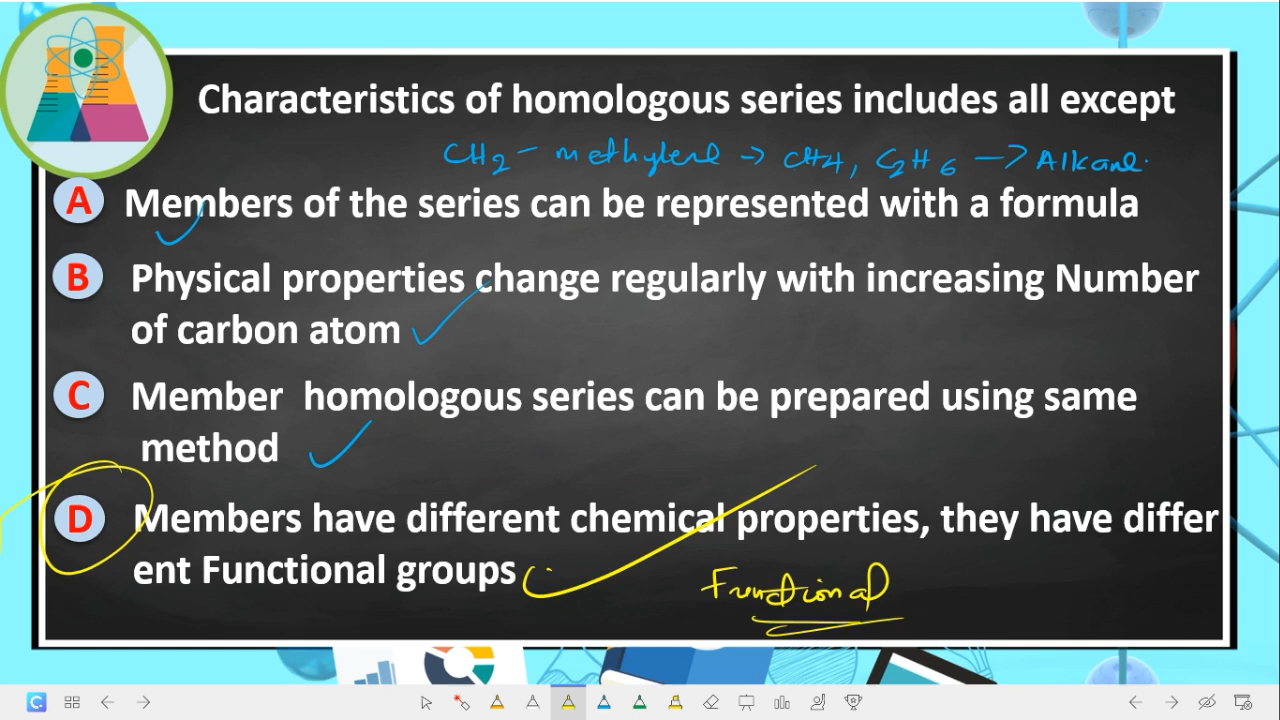 Characteristics of homologous series includes all except
CH2 - methylene -> CH4, C2H6 -> Alkane.
A Members of the series can be represented with a formula
B Physical properties change regularly with increasing Number
of carbon atom
C Member homologous series can be prepared using same
method
D Members have different chemical properties, they have differ
ent Functional groups
Functional
C